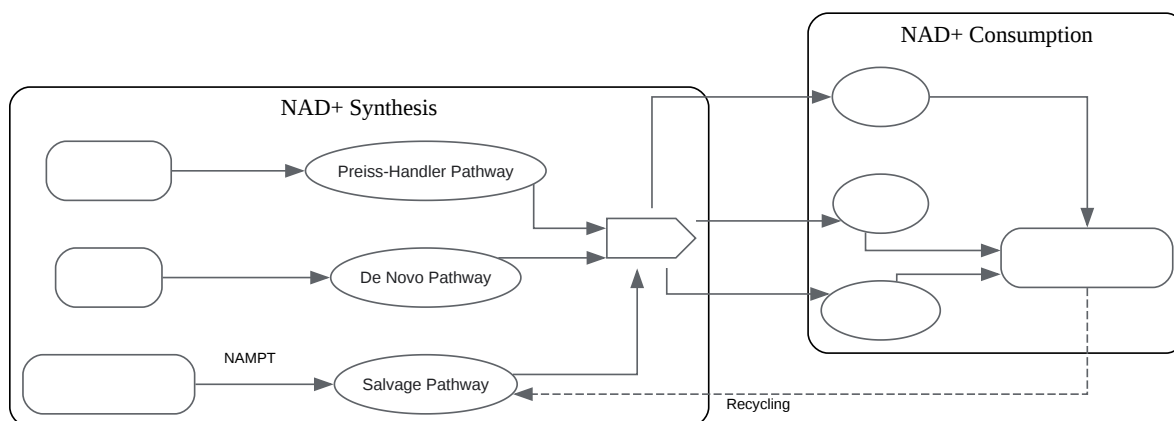 NAD+ Consumption
NAD+ Synthesis
Preiss-Handler Pathway
De Novo Pathway
NAMPT
Salvage Pathway
Recycling